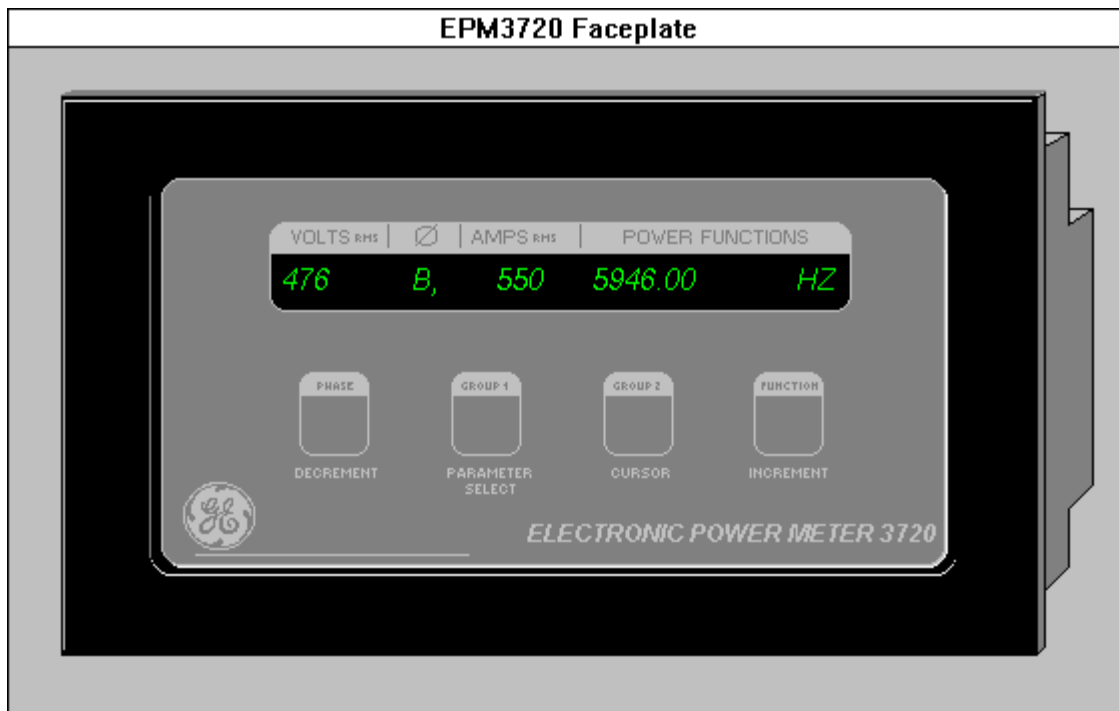 EPM3720 Faceplate
VOLTS RMS Ø AMPS RMS POWER FUNCTIONS
476 B, 550 5946.00 HZ
PHASE GROUP 1 GROUP 2 FUNCTION
DECREMENT PARAMETER SELECT CURSOR INCREMENT
GE
ELECTRONIC POWER METER 3720